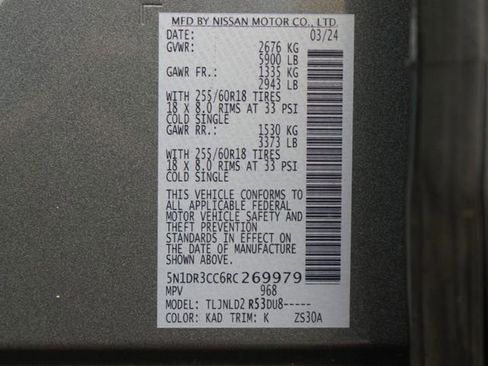 MFD BY NISSAN MOTOR CO., LTD.
DATE: 03/24
GVWR: 2676 KG
5900 LB
GAWR FR.: 1335 KG
2943 LB
WITH 255/60R18 TIRES
18 X 8.0 RIMS AT 33 PSI
COLD SINGLE
GAWR RR.: 1530 KG
3373 LB
WITH 255/60R18 TIRES
18 X 8.0 RIMS AT 33 PSI
COLD SINGLE
THIS VEHICLE CONFORMS TO
ALL APPLICABLE FEDERAL
MOTOR VEHICLE SAFETY AND
THEFT PREVENTION
STANDARDS IN EFFECT ON
THE DATE OF MANUFACTURE
SHOWN ABOVE.
5N1DR3CC6RC269979
MPV 968
MODEL: TLJNLD2 R53DU8-----
COLOR: KAD TRIM: K ZS30A